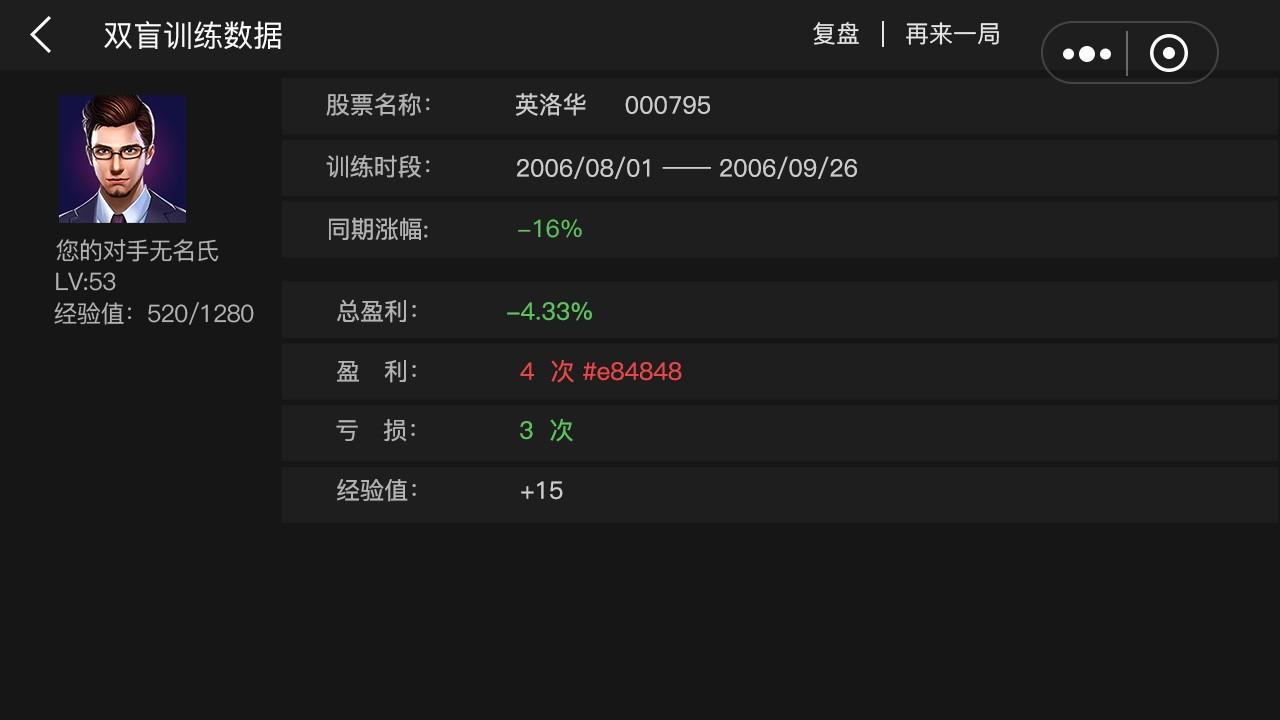 双盲训练数据
复盘 | 再来一局
股票名称: 英洛华 000795
训练时段: 2006/08/01 —— 2006/09/26
同期涨幅: -16%
您的对手无名氏
LV:53
经验值: 520/1280
总盈利: -4.33%
盈 利: 4 次 #e84848
亏 损: 3 次
经验值: +15